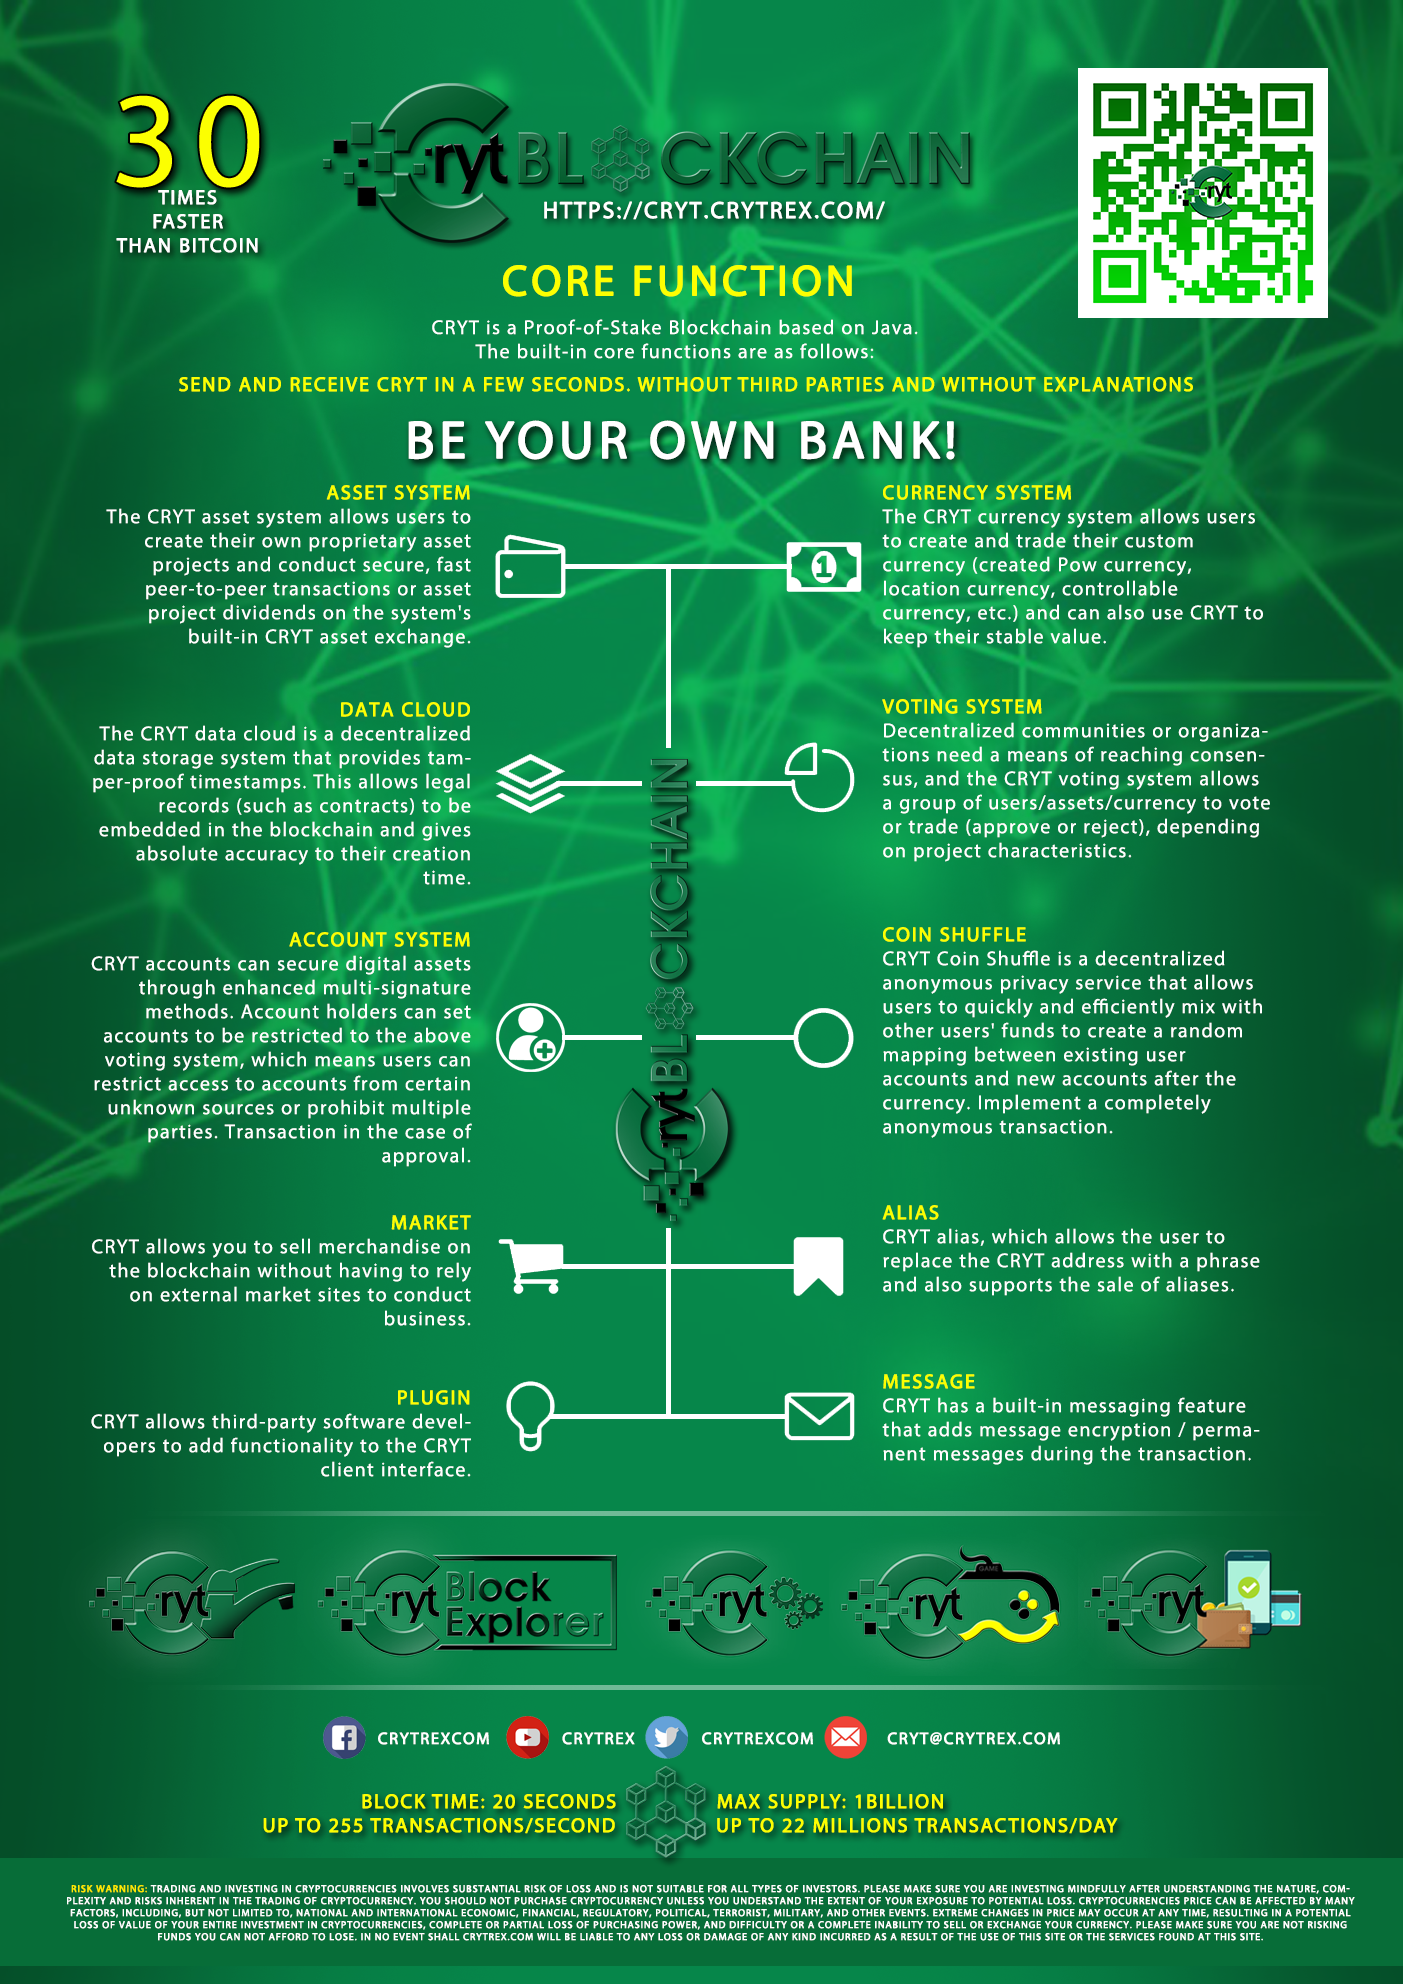 30
TIMES
FASTER
THAN BITCOIN
Cryt BLOCKCHAIN
HTTPS://CRYT.CRYTREX.COM/
Cryt
CORE FUNCTION
CRYT is a Proof-of-Stake Blockchain based on Java.
The built-in core functions are as follows:
SEND AND RECEIVE CRYT IN A FEW SECONDS. WITHOUT THIRD PARTIES AND WITHOUT EXPLANATIONS
BE YOUR OWN BANK!
ASSET SYSTEM
The CRYT asset system allows users to
create their own proprietary asset
projects and conduct secure, fast
peer-to-peer transactions or asset
project dividends on the system's
built-in CRYT asset exchange.
CURRENCY SYSTEM
The CRYT currency system allows users
to create and trade their custom
currency (created Pow currency,
location currency, controllable
currency, etc.) and can also use CRYT to
keep their stable value.
1
DATA CLOUD
The CRYT data cloud is a decentralized
data storage system that provides tam-
per-proof timestamps. This allows legal
records (such as contracts) to be
embedded in the blockchain and gives
absolute accuracy to their creation
time.
VOTING SYSTEM
Decentralized communities or organiza-
tions need a means of reaching consen-
sus, and the CRYT voting system allows
a group of users/assets/currency to vote
or trade (approve or reject), depending
on project characteristics.
Cryt BLOCKCHAIN
ACCOUNT SYSTEM
CRYT accounts can secure digital assets
through enhanced multi-signature
methods. Account holders can set
accounts to be restricted to the above
voting system, which means users can
restrict access to accounts from certain
unknown sources or prohibit multiple
parties. Transaction in the case of
approval.
COIN SHUFFLE
CRYT Coin Shuffle is a decentralized
anonymous privacy service that allows
users to quickly and efficiently mix with
other users' funds to create a random
mapping between existing user
accounts and new accounts after the
currency. Implement a completely
anonymous transaction.
MARKET
CRYT allows you to sell merchandise on
the blockchain without having to rely
on external market sites to conduct
business.
ALIAS
CRYT alias, which allows the user to
replace the CRYT address with a phrase
and also supports the sale of aliases.
PLUGIN
CRYT allows third-party software devel-
opers to add functionality to the CRYT
client interface.
MESSAGE
CRYT has a built-in messaging feature
that adds message encryption / perma-
nent messages during the transaction.
Cryt
Cryt Block
Explorer
Cryt
Cryt GAME
Cryt
CRYTREXCOM CRYTREX CRYTREXCOM CRYT@CRYTREX.COM
BLOCK TIME: 20 SECONDS
UP TO 255 TRANSACTIONS/SECOND
MAX SUPPLY: 1BILLION
UP TO 22 MILLIONS TRANSACTIONS/DAY
RISK WARNING: TRADING AND INVESTING IN CRYPTOCURRENCIES INVOLVES SUBSTANTIAL RISK OF LOSS AND IS NOT SUITABLE FOR ALL TYPES OF INVESTORS. PLEASE MAKE SURE YOU ARE INVESTING MINDFULLY AFTER UNDERSTANDING THE NATURE, COM-
PLEXITY AND RISKS INHERENT IN THE TRADING OF CRYPTOCURRENCY. YOU SHOULD NOT PURCHASE CRYPTOCURRENCY UNLESS YOU UNDERSTAND THE EXTENT OF YOUR EXPOSURE TO POTENTIAL LOSS. CRYPTOCURRENCIES PRICE CAN BE AFFECTED BY MANY
FACTORS, INCLUDING, BUT NOT LIMITED TO, NATIONAL AND INTERNATIONAL ECONOMIC, FINANCIAL, REGULATORY, POLITICAL, TERRORIST, MILITARY, AND OTHER EVENTS. EXTREME CHANGES IN PRICE MAY OCCUR AT ANY TIME, RESULTING IN A POTENTIAL
LOSS OF VALUE OF YOUR ENTIRE INVESTMENT IN CRYPTOCURRENCIES, COMPLETE OR PARTIAL LOSS OF PURCHASING POWER, AND DIFFICULTY OR A COMPLETE INABILITY TO SELL OR EXCHANGE YOUR CURRENCY. PLEASE MAKE SURE YOU ARE NOT RISKING
FUNDS YOU CAN NOT AFFORD TO LOSE. IN NO EVENT SHALL CRYTREX.COM WILL BE LIABLE TO ANY LOSS OR DAMAGE OF ANY KIND INCURRED AS A RESULT OF THE USE OF THIS SITE OR THE SERVICES FOUND AT THIS SITE.